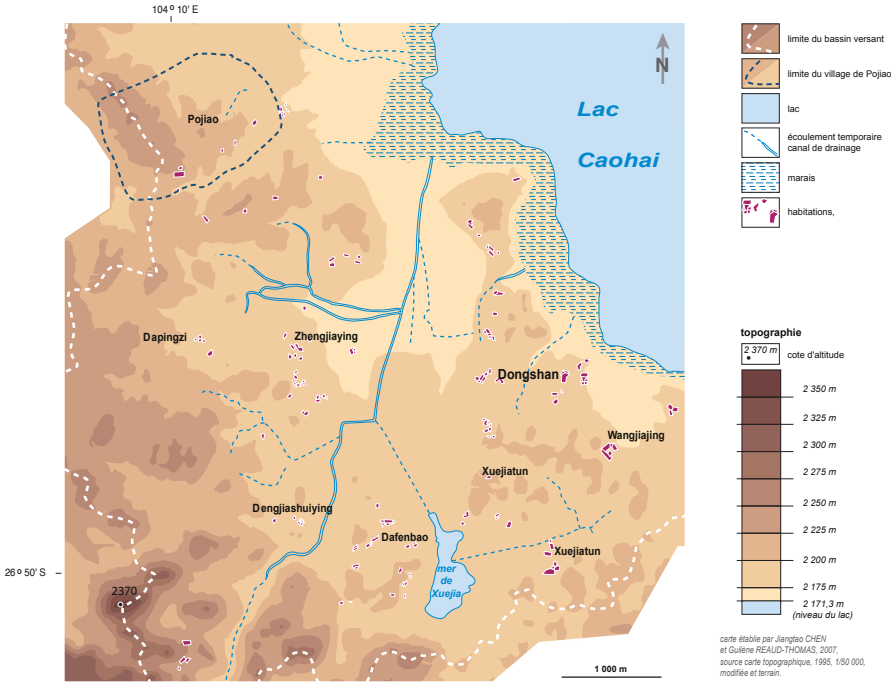 104 o 10' E
N
Lac
Caohai
Pojiao
Dapingzi
Zhengjiaying
Dongshan
Wangjiajing
Xuejiatun
Dengjiashuiying
Dafenbao
Xuejiatun
mer
de
Xuejia
26 o 50' S
2370
1 000 m
limite du bassin versant
limite du village de Pojiao
lac
écoulement temporaire
canal de drainage
marais
habitations,
topographie
2 370 m
cote d'altitude
2 350 m
2 325 m
2 300 m
2 275 m
2 250 m
2 225 m
2 200 m
2 175 m
2 171,3 m
(niveau du lac)
carte établie par Jiangtao CHEN
et Guilène REAUD-THOMAS, 2007,
source carte topographique, 1995, 1/50 000,
modifiée et terrain.